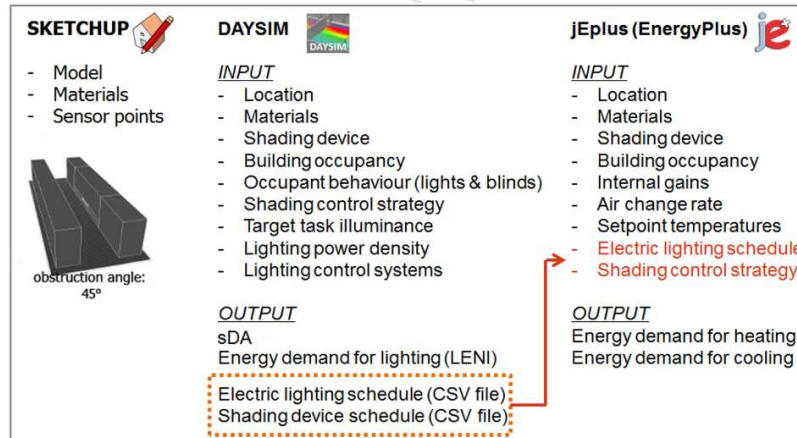 SKETCHUP
- Model
- Materials
- Sensor points
obstruction angle:
45°
DAYSIM
DAYSIM
INPUT
- Location
- Materials
- Shading device
- Building occupancy
- Occupant behaviour (lights & blinds)
- Shading control strategy
- Target task illuminance
- Lighting power density
- Lighting control systems
OUTPUT
sDA
Energy demand for lighting (LENI)
Electric lighting schedule (CSV file)
Shading device schedule (CSV file)
jEplus (EnergyPlus)
je
INPUT
- Location
- Materials
- Shading device
- Building occupancy
- Internal gains
- Air change rate
- Setpoint temperatures
- Electric lighting schedule
- Shading control strategy
OUTPUT
Energy demand for heating
Energy demand for cooling